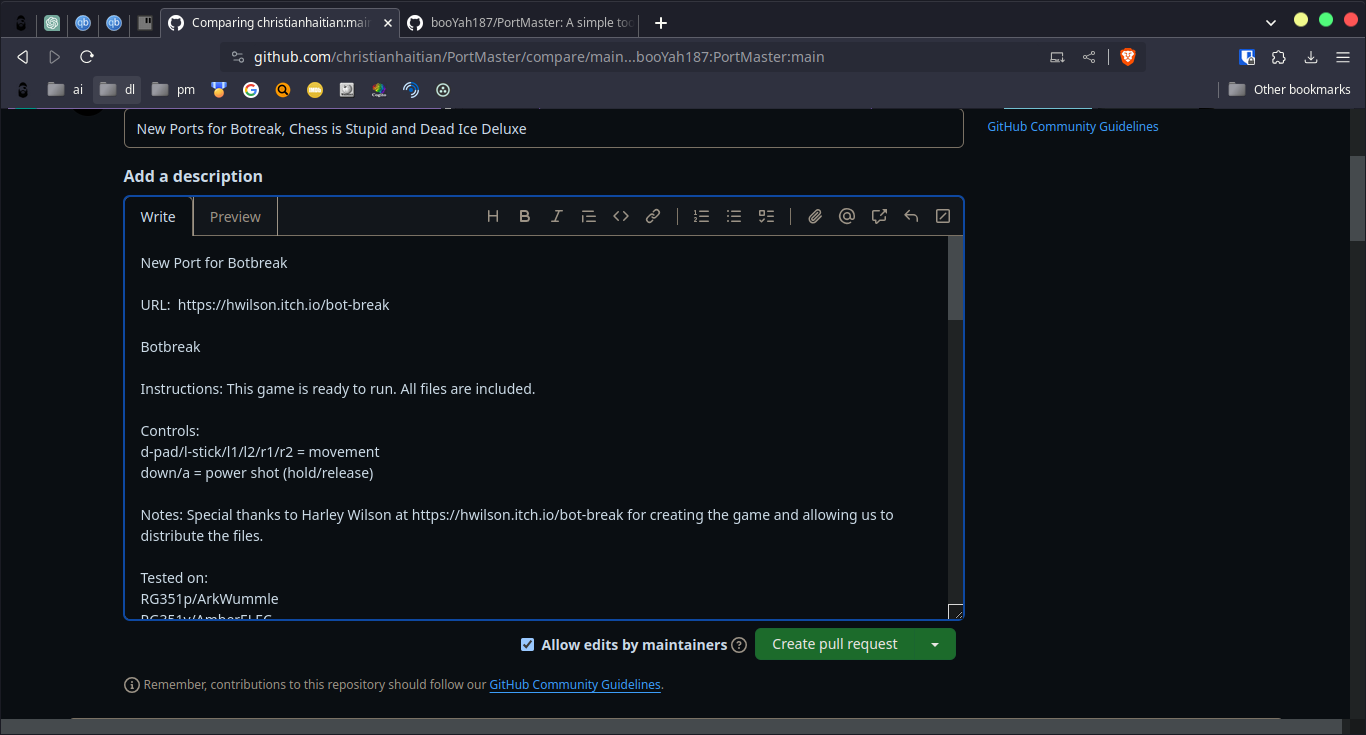 Comparing christianhaitian:mai
booYah187/PortMaster: A simple too
github.com/christianhaitian/PortMaster/compare/main...booYah187:PortMaster:main
ai
dl
pm
Other bookmarks
New Ports for Botreak, Chess is Stupid and Dead Ice Deluxe
GitHub Community Guidelines
Add a description
Write
Preview
New Port for Botbreak
URL:  https://hwilson.itch.io/bot-break
Botbreak
Instructions: This game is ready to run. All files are included.
Controls:
d-pad/l-stick/l1/l2/r1/r2 = movement
down/a = power shot (hold/release)
Notes: Special thanks to Harley Wilson at https://hwilson.itch.io/bot-break for creating the game and allowing us to
distribute the files.
Tested on:
RG351p/ArkWummle
RG351v/AmberELEC
Allow edits by maintainers
Create pull request
Remember, contributions to this repository should follow our GitHub Community Guidelines.